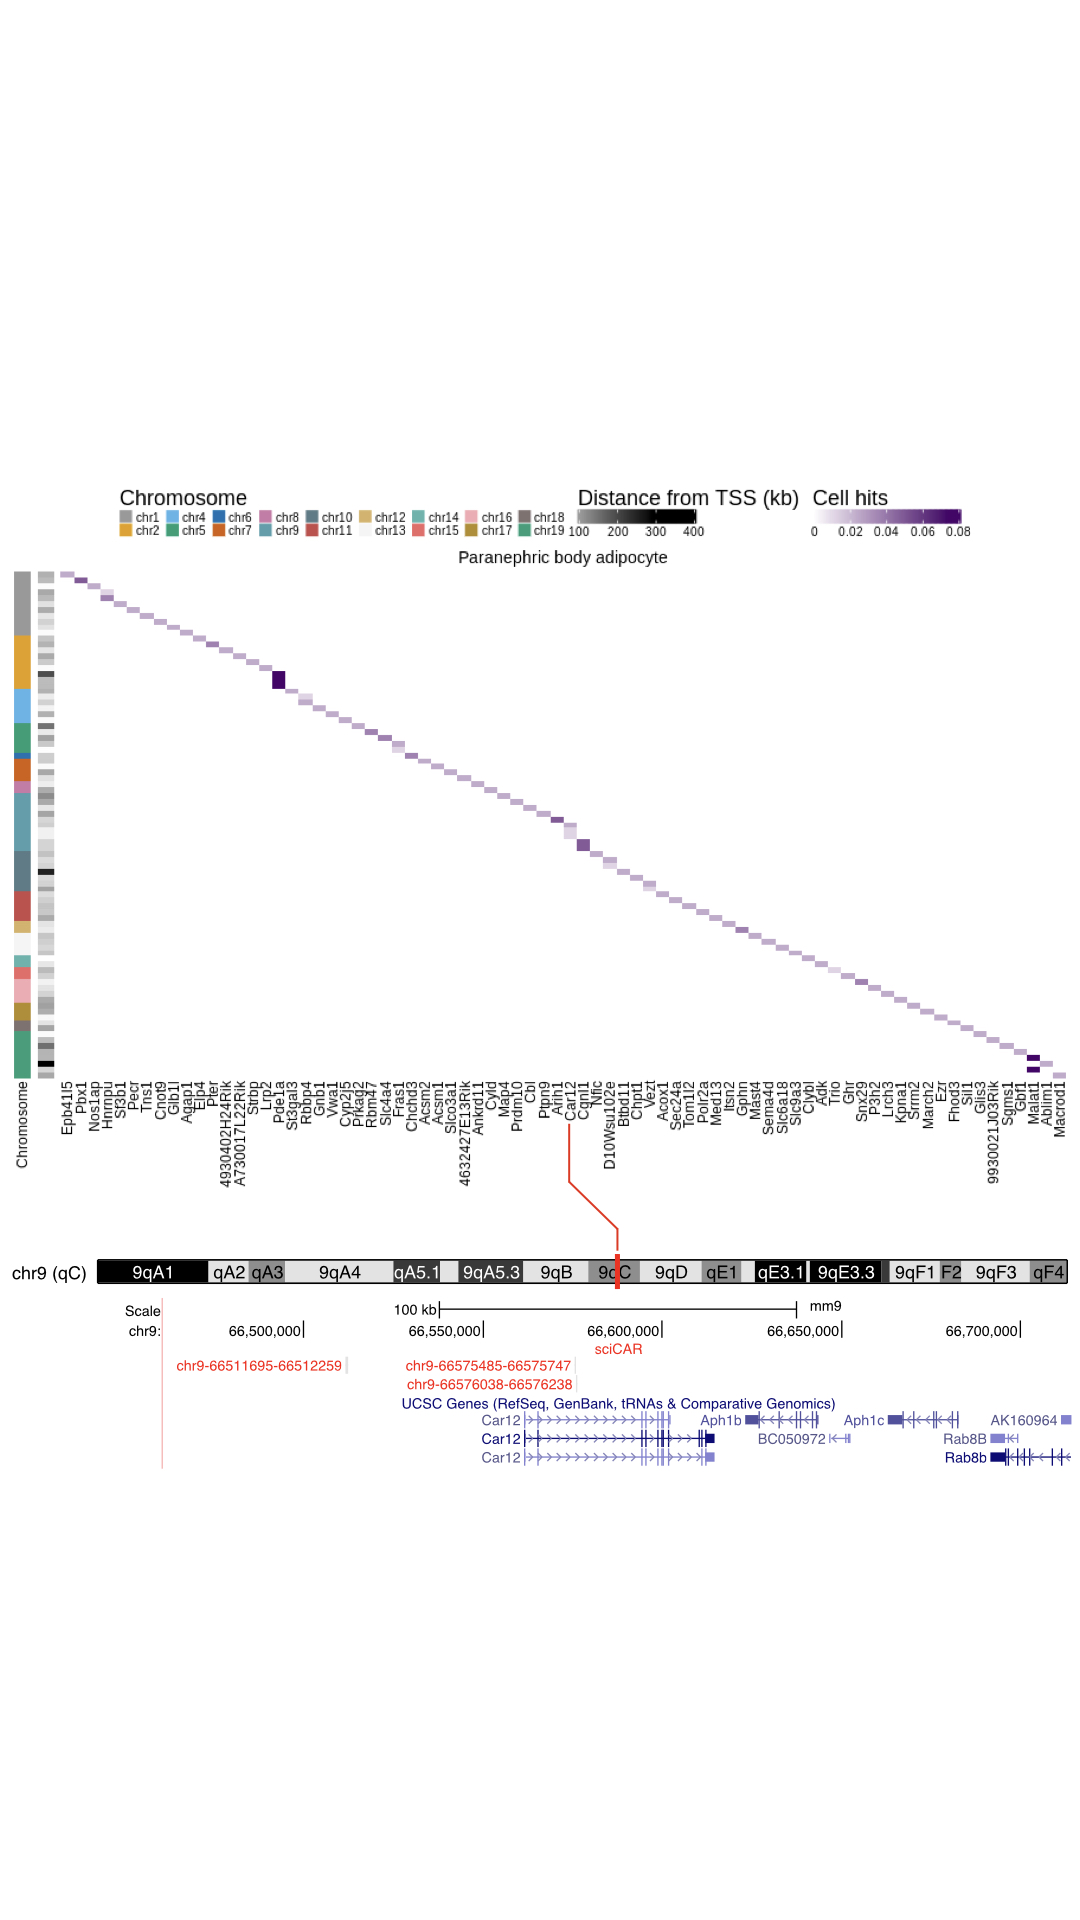 Chromosome
chr1 chr4 chr6 chr8 chr10 chr12 chr14 chr16 chr18
chr2 chr5 chr7 chr9 chr11 chr13 chr15 chr17 chr19
Distance from TSS (kb)
100 200 300 400
Cell hits
0 0.02 0.04 0.06 0.08
Paranephric body adipocyte
Chromosome
Epb41l5
Pbx1
Nos1ap
Hnrnpu
Sf3b1
Pecr
Tns1
Cnot9
Glb1l
Agap1
Elp4
Pter
4930402H24Rik
A730017L22Rik
Strbp
Lrp2
Pde1a
St3gal3
Rbbp4
Gnb1
Vwa1
Cyp2j5
Prkag2
Rbm47
Slc4a4
Fras1
Chchd3
Acsm2
Acsm1
Slco3a1
4632427E13Rik
Ankrd11
Cyld
Map4
Prdm10
Cbl
Ptpn9
Arih1
Car12
Cgnl1
Nfic
D10Wsu102e
Btbd11
Chpt1
Vezt
Acox1
Sec24a
Tom1l2
Polr2a
Med13
Itsn2
Gphn
Mast4
Sema4d
Slc6a18
Slc9a3
Clybl
Adk
Trio
Ghr
Snx29
P3h2
Lrch3
Kpna1
Srrm2
March2
Ezr
Fhod3
Sil1
Glis3
9930021J03Rik
Sgms1
Gbf1
Malat1
Ablim1
Macrod1
chr9 (qC) 9qA1 qA2 qA3 9qA4 qA5.1 9qA5.3 9qB 9qC 9qD qE1 qE3.1 9qE3.3 9qF1 F2 9qF3 qF4
Scale 100 kb mm9
chr9: 66,500,000 66,550,000 66,600,000 66,650,000 66,700,000
sciCAR
chr9-66511695-66512259 chr9-66575485-66575747
chr9-66576038-66576238
UCSC Genes (RefSeq, GenBank, tRNAs & Comparative Genomics)
Car12 Aph1b Aph1c AK160964
Car12 BC050972 Rab8B
Car12 Rab8b